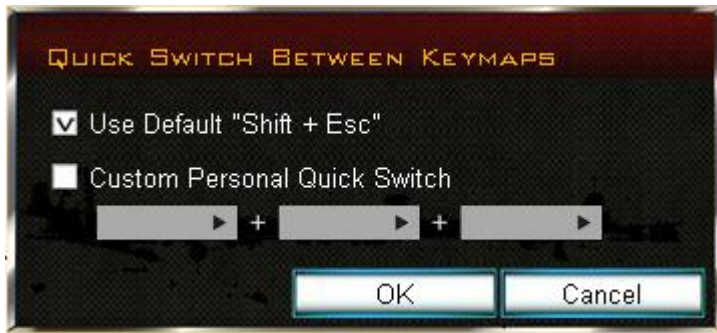 Quick Switch Between Keymaps
Use Default "Shift + Esc"
Custom Personal Quick Switch
+ +
OK Cancel